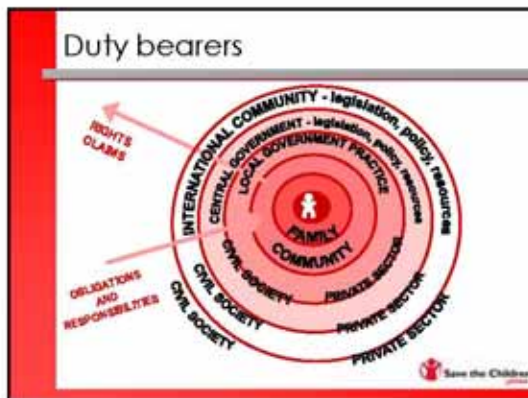 Duty bearers
INTERNATIONAL COMMUNITY - legislation, policy, resources
CENTRAL GOVERNMENT - legislation, policy, resources
LOCAL GOVERNMENT PRACTICE
RIGHTS
CLAIMS
FAMILY
COMMUNITY
OBLIGATIONS
AND
RESPONSIBILITIES
CIVIL SOCIETY
PRIVATE SECTOR
CIVIL SOCIETY
PRIVATE SECTOR
CIVIL SOCIETY
PRIVATE SECTOR
Save the Children